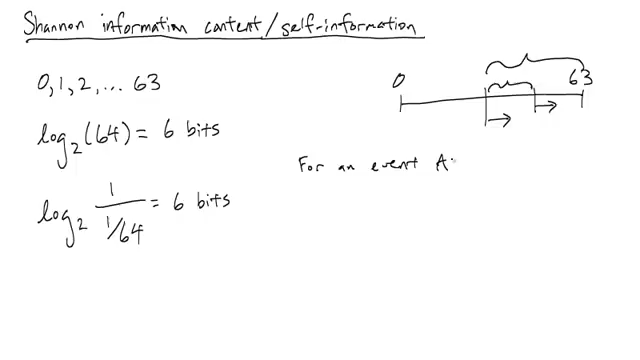 Shannon information content/self-information
0, 1, 2, ... 63
0 63
log₂(64) = 6 bits
For an event A:
log₂ 1/(1/64) = 6 bits